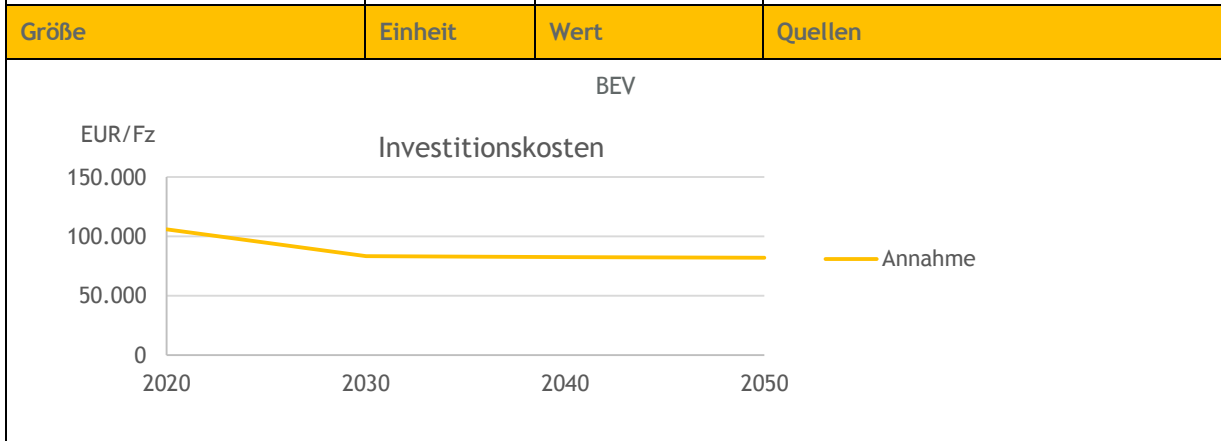 Größe Einheit Wert Quellen
BEV
EUR/Fz
Investitionskosten
150.000
100.000
50.000
0
2020 2030 2040 2050
Annahme